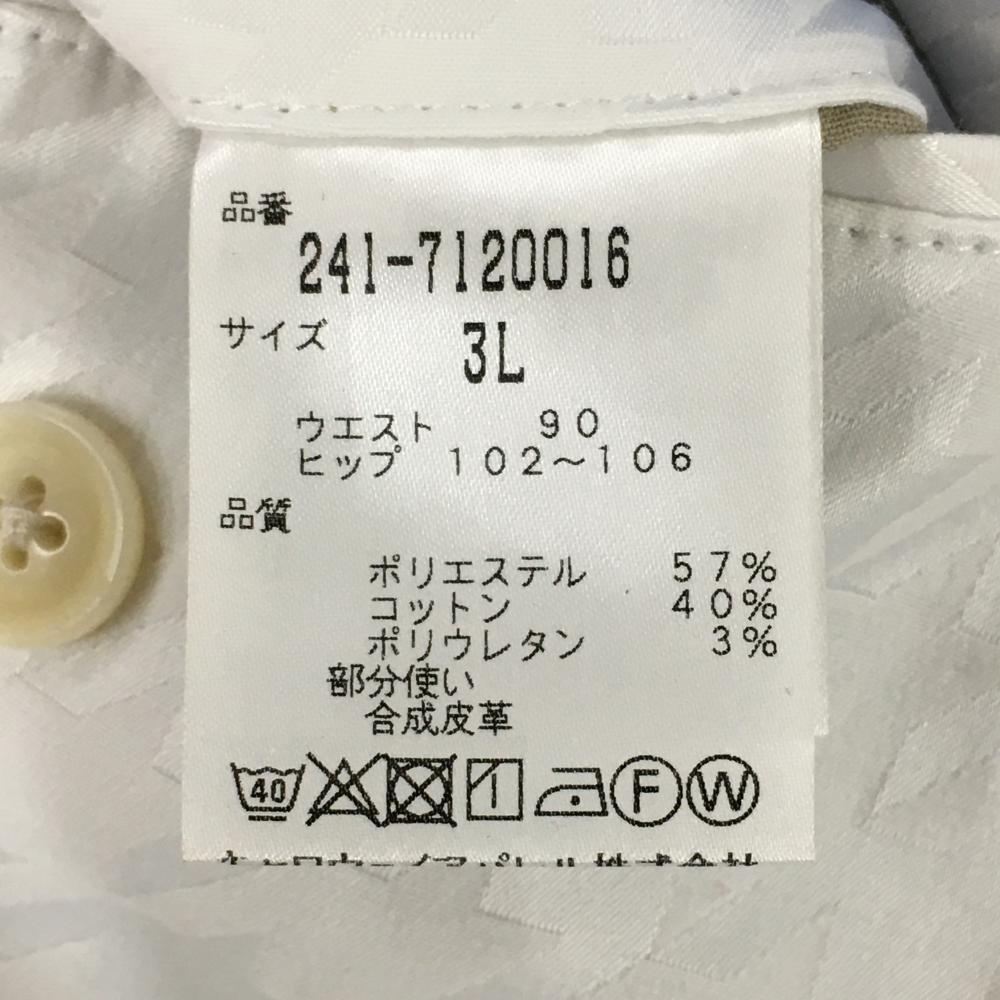 品番
241-7120016
サイズ 3L
ウエスト 90
ヒップ 102～106
品質
ポリエステル 57%
コットン 40%
ポリウレタン 3%
部分使い
合成皮革
40 F W